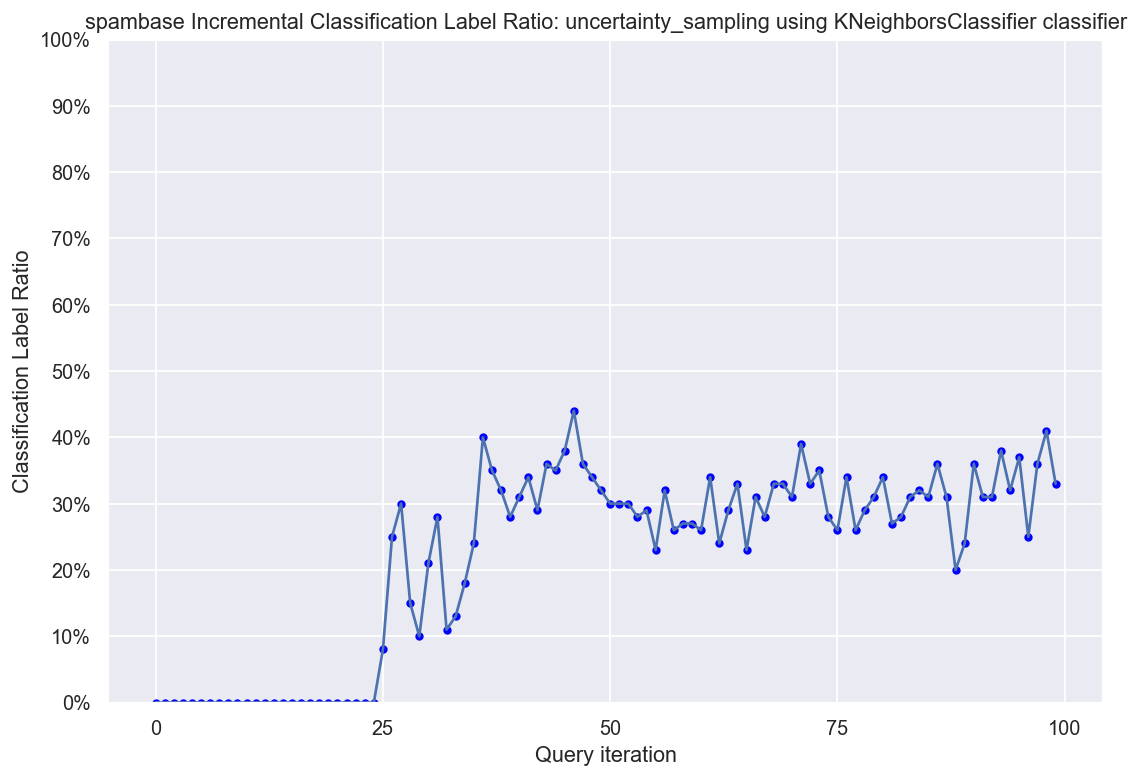 spambase Incremental Classification Label Ratio: uncertainty_sampling using KNeighborsClassifier classifier
100%
90%
80%
70%
60%
50%
40%
30%
20%
10%
0%
Classification Label Ratio
0 25 50 75 100
Query iteration